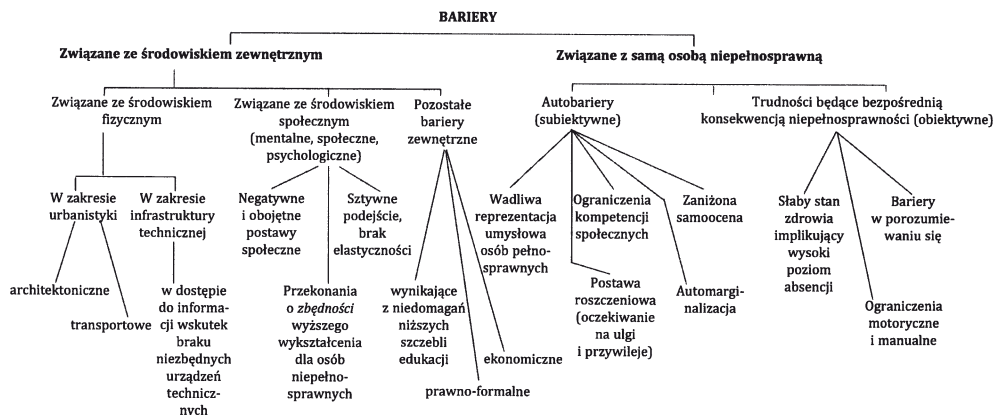 BARIERY
Związane ze środowiskiem zewnętrznym
Związane z samą osobą niepełnosprawną
Związane ze środowiskiem
fizycznym
Związane ze środowiskiem
społecznym
(mentalne, społeczne,
psychologiczne)
Pozostałe
bariery
zewnętrzne
Autobariery
(subiektywne)
Trudności będące bezpośrednią
konsekwencją niepełnosprawności (obiektywne)
W zakresie
urbanistyki
W zakresie
infrastruktury
technicznej
Negatywne
i obojętne
postawy
społeczne
Sztywne
podejście,
brak
elastyczności
Wadliwa
reprezentacja
umysłowa
osób pełno-
sprawnych
Ograniczenia
kompetencji
społecznych
Zaniżona
samoocena
Słaby stan
zdrowia
implikujący
wysoki
poziom
absencji
Bariery
w porozumie-
waniu się
architektoniczne
transportowe
w dostępie
do informa-
cji wskutek
braku
niezbędnych
urządzeń
technicz-
nych
Przekonania
o zbędności
wyższego
wykształcenia
dla osób
niepełno-
sprawnych
wynikające
z niedomagań
niższych
szczebli
edukacji
prawno-formalne
ekonomiczne
Postawa
roszczeniowa
(oczekiwanie
na ulgi
i przywileje)
Automargi-
nalizacja
Ograniczenia
motoryczne
i manualne